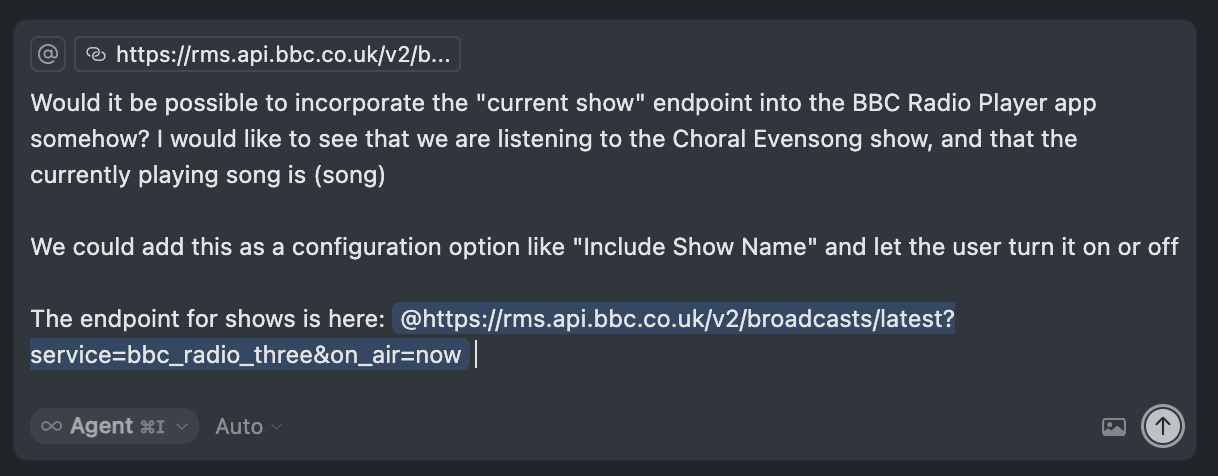 @ https://rms.api.bbc.co.uk/v2/b...
Would it be possible to incorporate the "current show" endpoint into the BBC Radio Player app
somehow? I would like to see that we are listening to the Choral Evensong show, and that the
currently playing song is (song)
We could add this as a configuration option like "Include Show Name" and let the user turn it on or off
The endpoint for shows is here: @https://rms.api.bbc.co.uk/v2/broadcasts/latest?
service=bbc_radio_three&on_air=now
∞ Agent ⌘I Auto